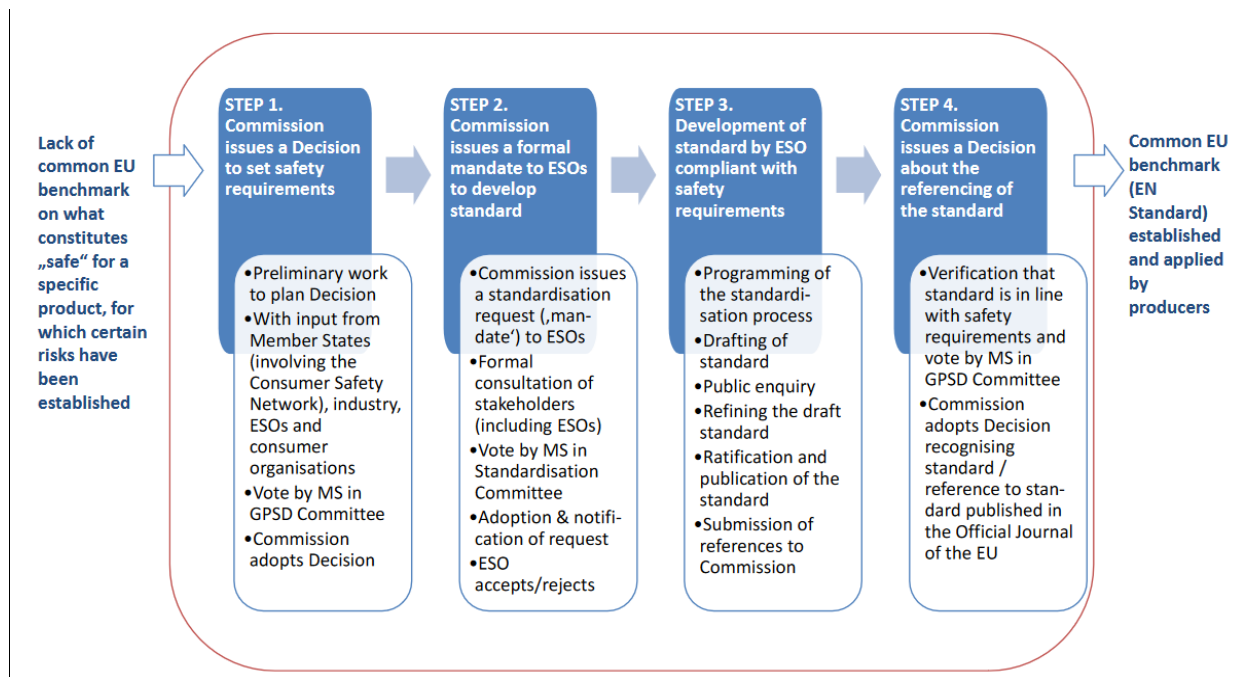 Lack of
common EU
benchmark
on what
constitutes
„safe“ for a
specific
product, for
which certain
risks have
been
established
STEP 1.
Commission
issues a Decision
to set safety
requirements
•Preliminary work
to plan Decision
•With input from
Member States
(involving the
Consumer Safety
Network), industry,
ESOs and
consumer
organisations
•Vote by MS in
GPSD Committee
•Commission
adopts Decision
STEP 2.
Commission
issues a formal
mandate to ESOs
to develop
standard
•Commission issues
a standardisation
request (‚man-
date‘) to ESOs
•Formal
consultation of
stakeholders
(including ESOs)
•Vote by MS in
Standardisation
Committee
•Adoption & notifi-
cation of request
•ESO
accepts/rejects
STEP 3.
Development of
standard by ESO
compliant with
safety
requirements
•Programming of
the standardi-
sation process
•Drafting of
standard
•Public enquiry
•Refining the draft
standard
•Ratification and
publication of the
standard
•Submission of
references to
Commission
STEP 4.
Commission
issues a Decision
about the
referencing of
the standard
•Verification that
standard is in line
with safety
requirements and
vote by MS in
GPSD Committee
•Commission
adopts Decision
recognising
standard /
reference to stan-
dard published in
the Official Journal
of the EU
Common EU
benchmark
(EN
Standard)
established
and applied
by
producers